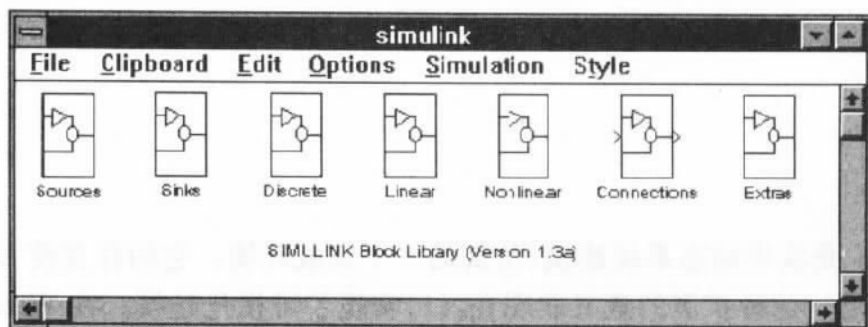 simulink
File Clipboard Edit Options Simulation Style
Sources Sinks Discrete Linear Nonlinear Connections Extras
SIMULINK Block Library (Version 1.3a)